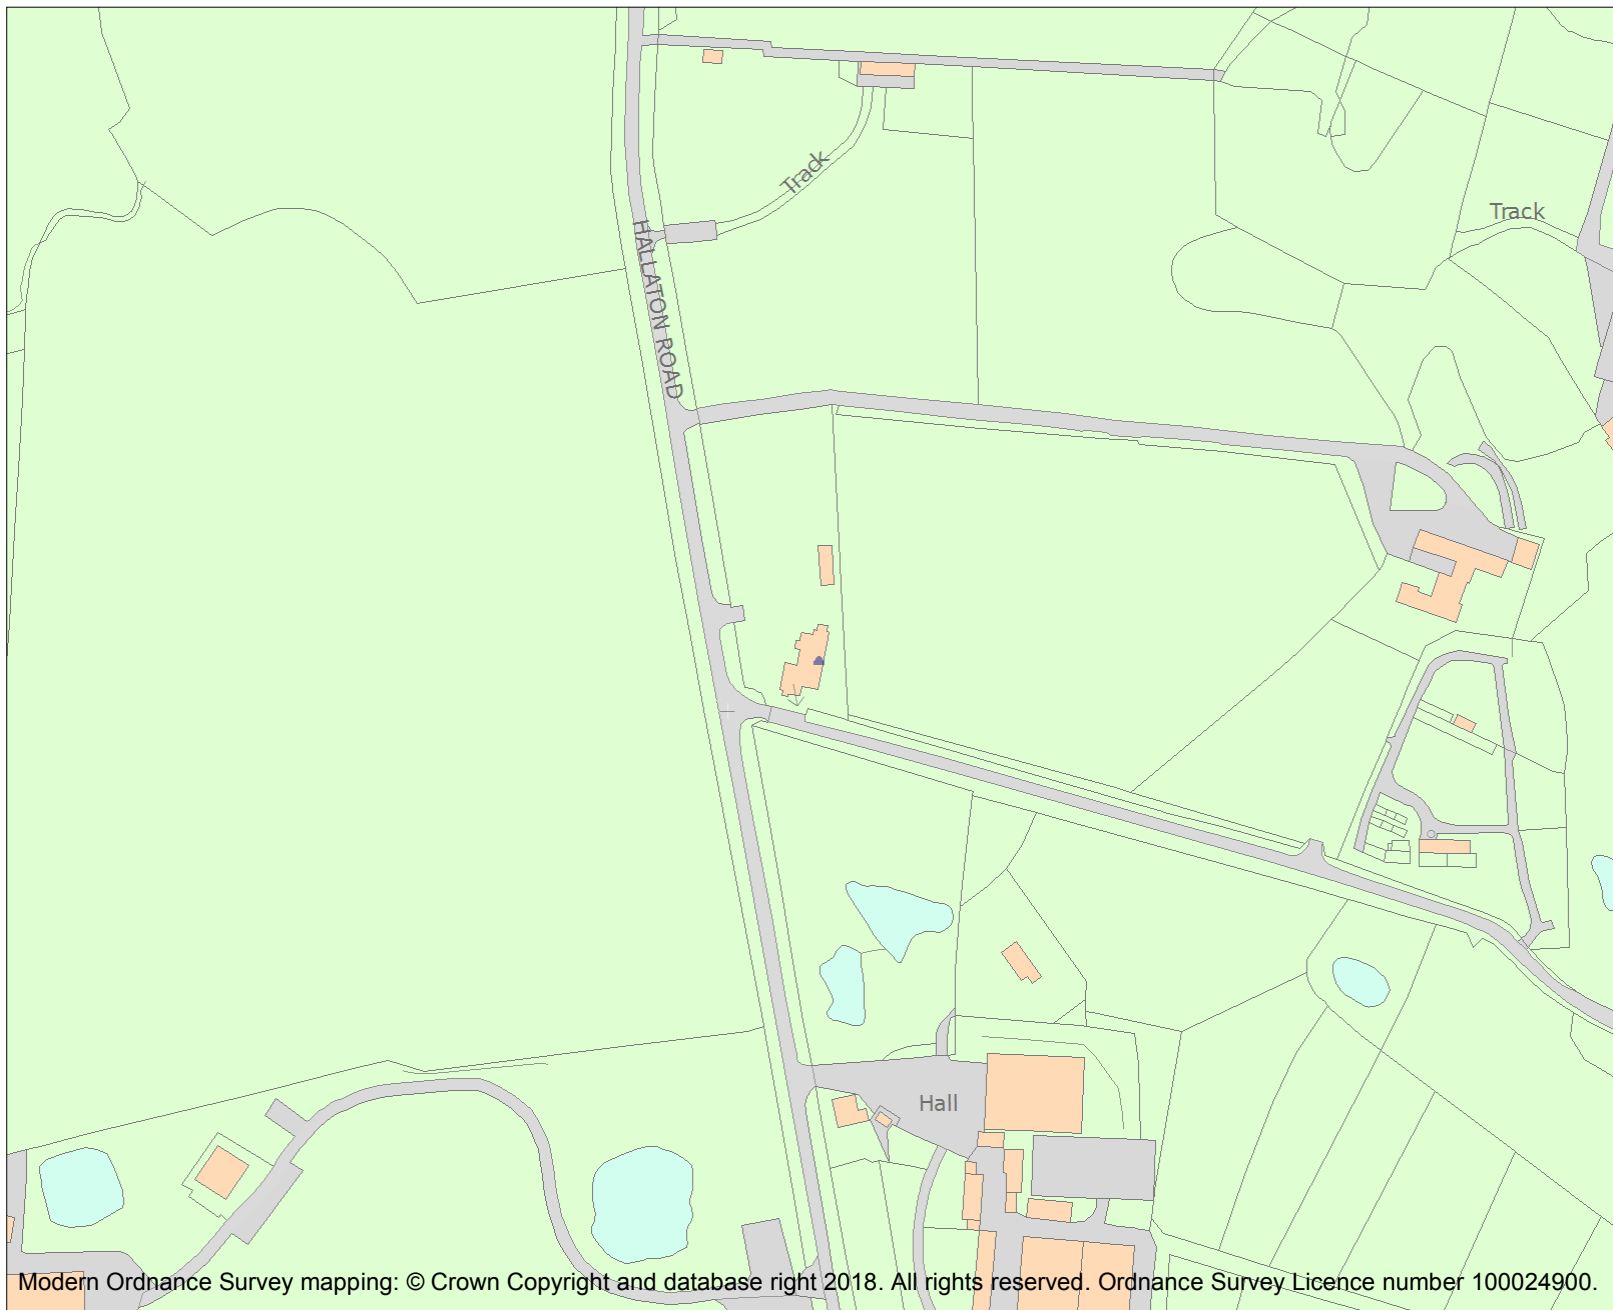 Track
Track
HALLATON ROAD
Hall
Modern Ordnance Survey mapping: © Crown Copyright and database right 2018. All rights reserved. Ordnance Survey Licence number 100024900.